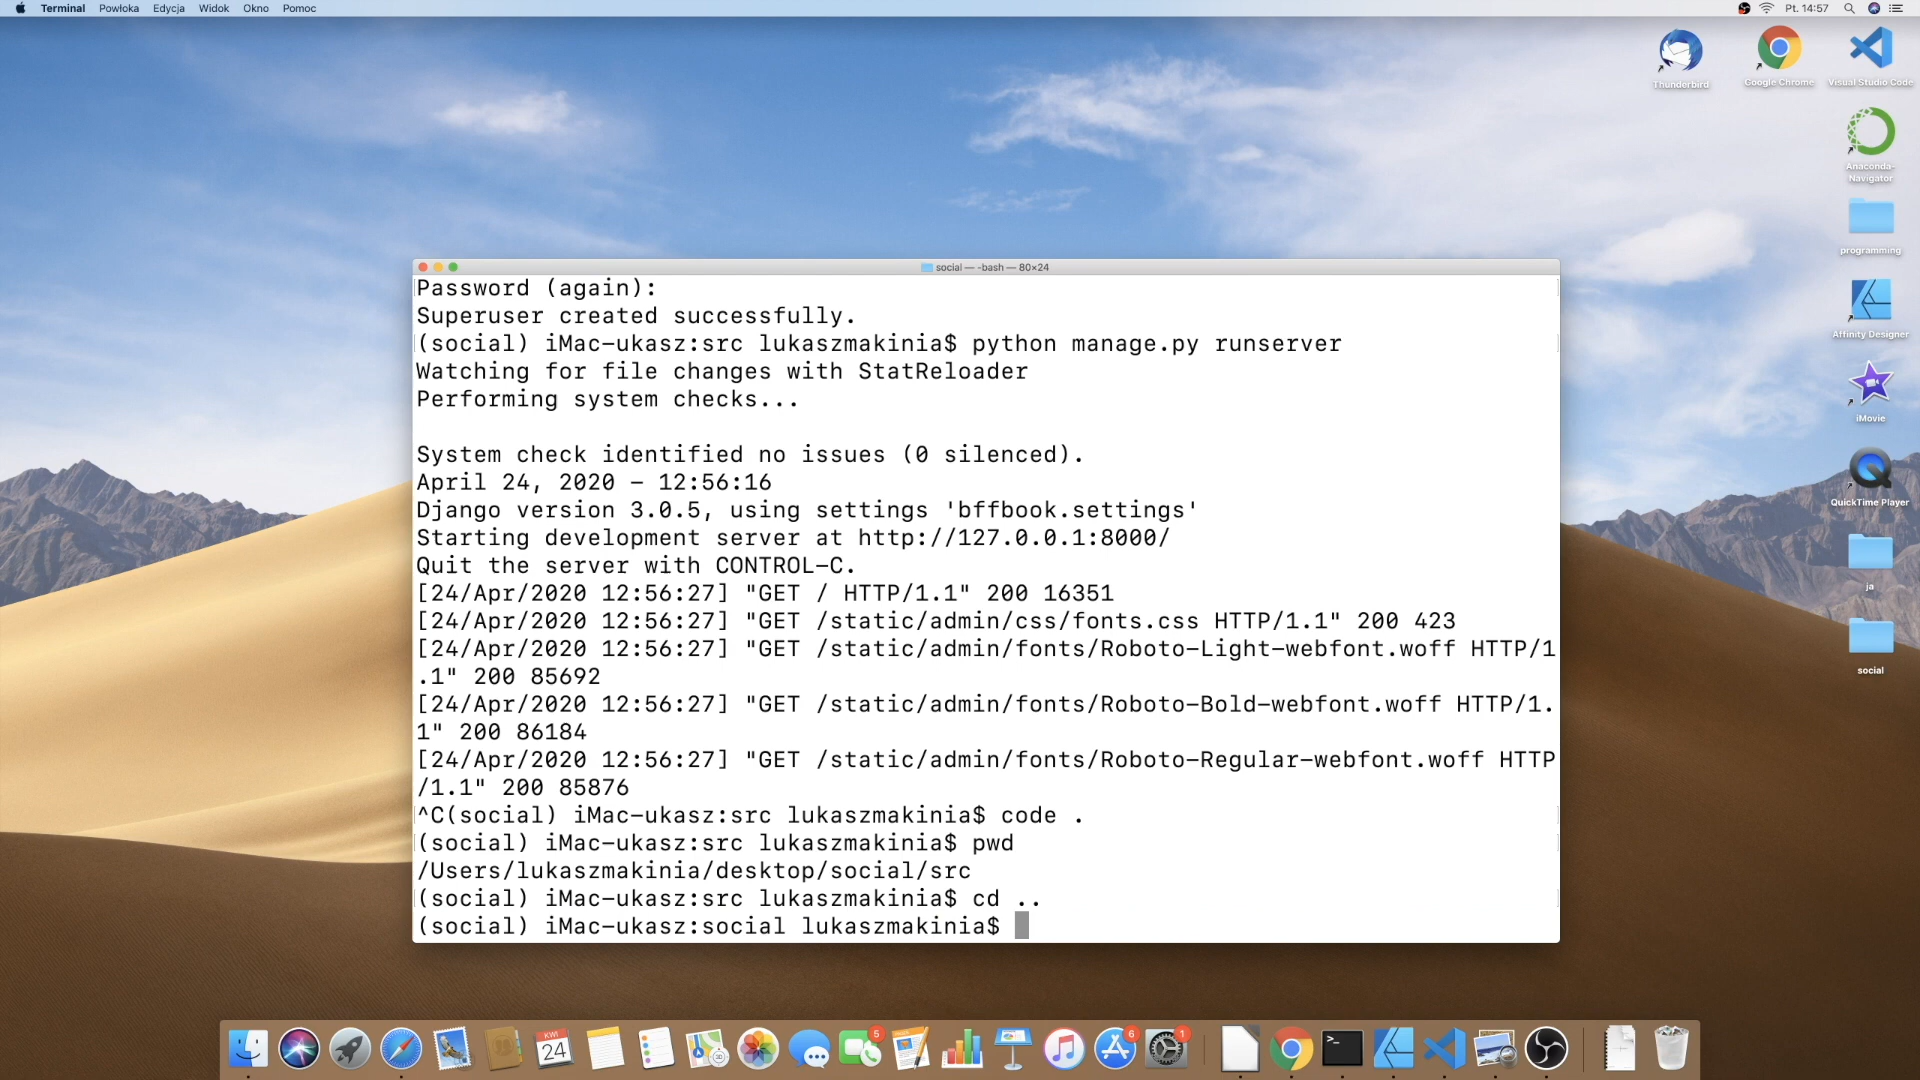 Terminal Powłoka Edycja Widok Okno Pomoc Pt. 14:57
Thunderbird
Google Chrome
Visual Studio Code
Anaconda-
Navigator
programming
Affinity Designer
iMovie
QuickTime Player
ja
social
social — -bash — 80×24
Password (again):
Superuser created successfully.
(social) iMac-ukasz:src lukaszmakinia$ python manage.py runserver
Watching for file changes with StatReloader
Performing system checks...
System check identified no issues (0 silenced).
April 24, 2020 - 12:56:16
Django version 3.0.5, using settings 'bffbook.settings'
Starting development server at http://127.0.0.1:8000/
Quit the server with CONTROL-C.
[24/Apr/2020 12:56:27] "GET / HTTP/1.1" 200 16351
[24/Apr/2020 12:56:27] "GET /static/admin/css/fonts.css HTTP/1.1" 200 423
[24/Apr/2020 12:56:27] "GET /static/admin/fonts/Roboto-Light-webfont.woff HTTP/1
.1" 200 85692
[24/Apr/2020 12:56:27] "GET /static/admin/fonts/Roboto-Bold-webfont.woff HTTP/1.
1" 200 86184
[24/Apr/2020 12:56:27] "GET /static/admin/fonts/Roboto-Regular-webfont.woff HTTP
/1.1" 200 85876
^C(social) iMac-ukasz:src lukaszmakinia$ code .
(social) iMac-ukasz:src lukaszmakinia$ pwd
/Users/lukaszmakinia/desktop/social/src
(social) iMac-ukasz:src lukaszmakinia$ cd ..
(social) iMac-ukasz:social lukaszmakinia$
KWI
24
5
6
1